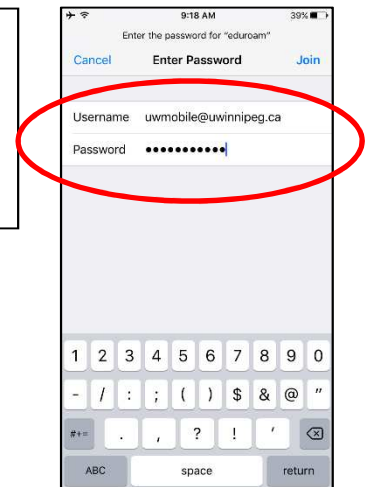 9:18 AM 39%
Enter the password for “eduroam”
Cancel Enter Password Join
Username uwmobile@uwinnipeg.ca
Password •••••••••••
1 2 3 4 5 6 7 8 9 0
- / : ; ( ) $ & @ "
#+= . , ? ! '
ABC space return